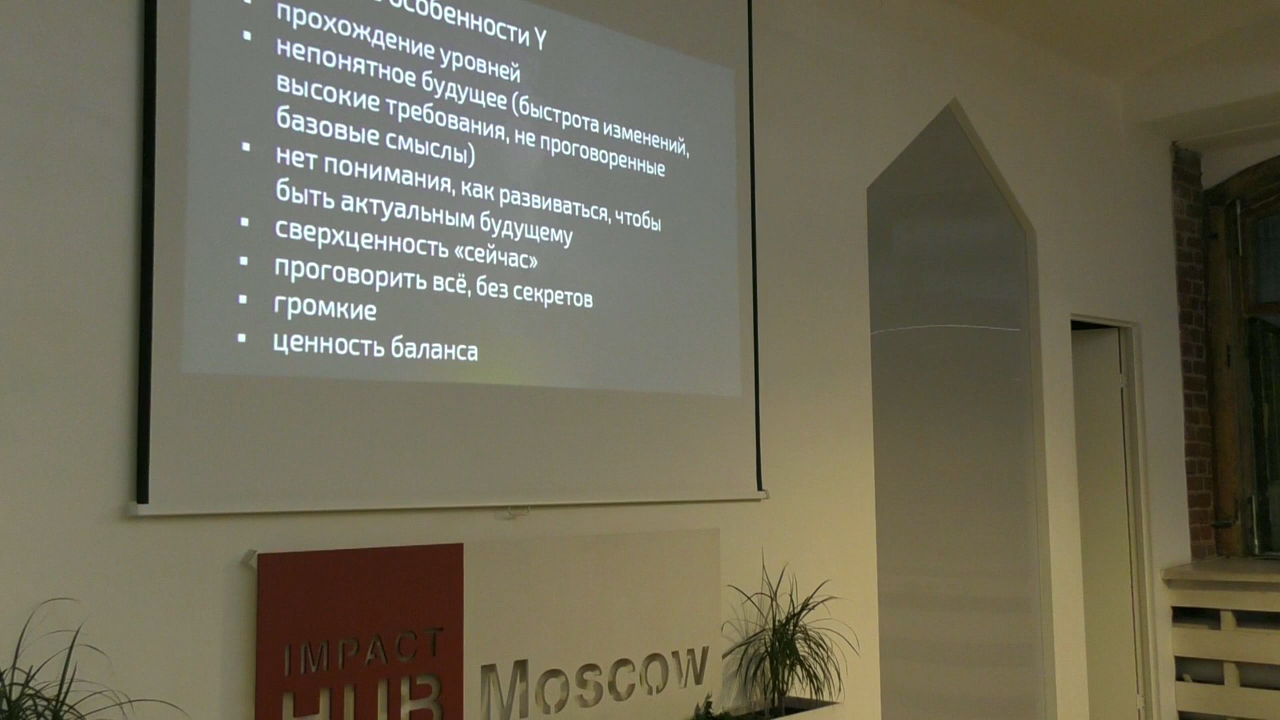 особенности Y
прохождение уровней
непонятное будущее (быстрота изменений,
высокие требования, не проговоренные
базовые смыслы)
нет понимания, как развиваться, чтобы
быть актуальным будущему
сверхценность «сейчас»
проговорить всё, без секретов
громкие
ценность баланса
IMPACT
HUB Moscow